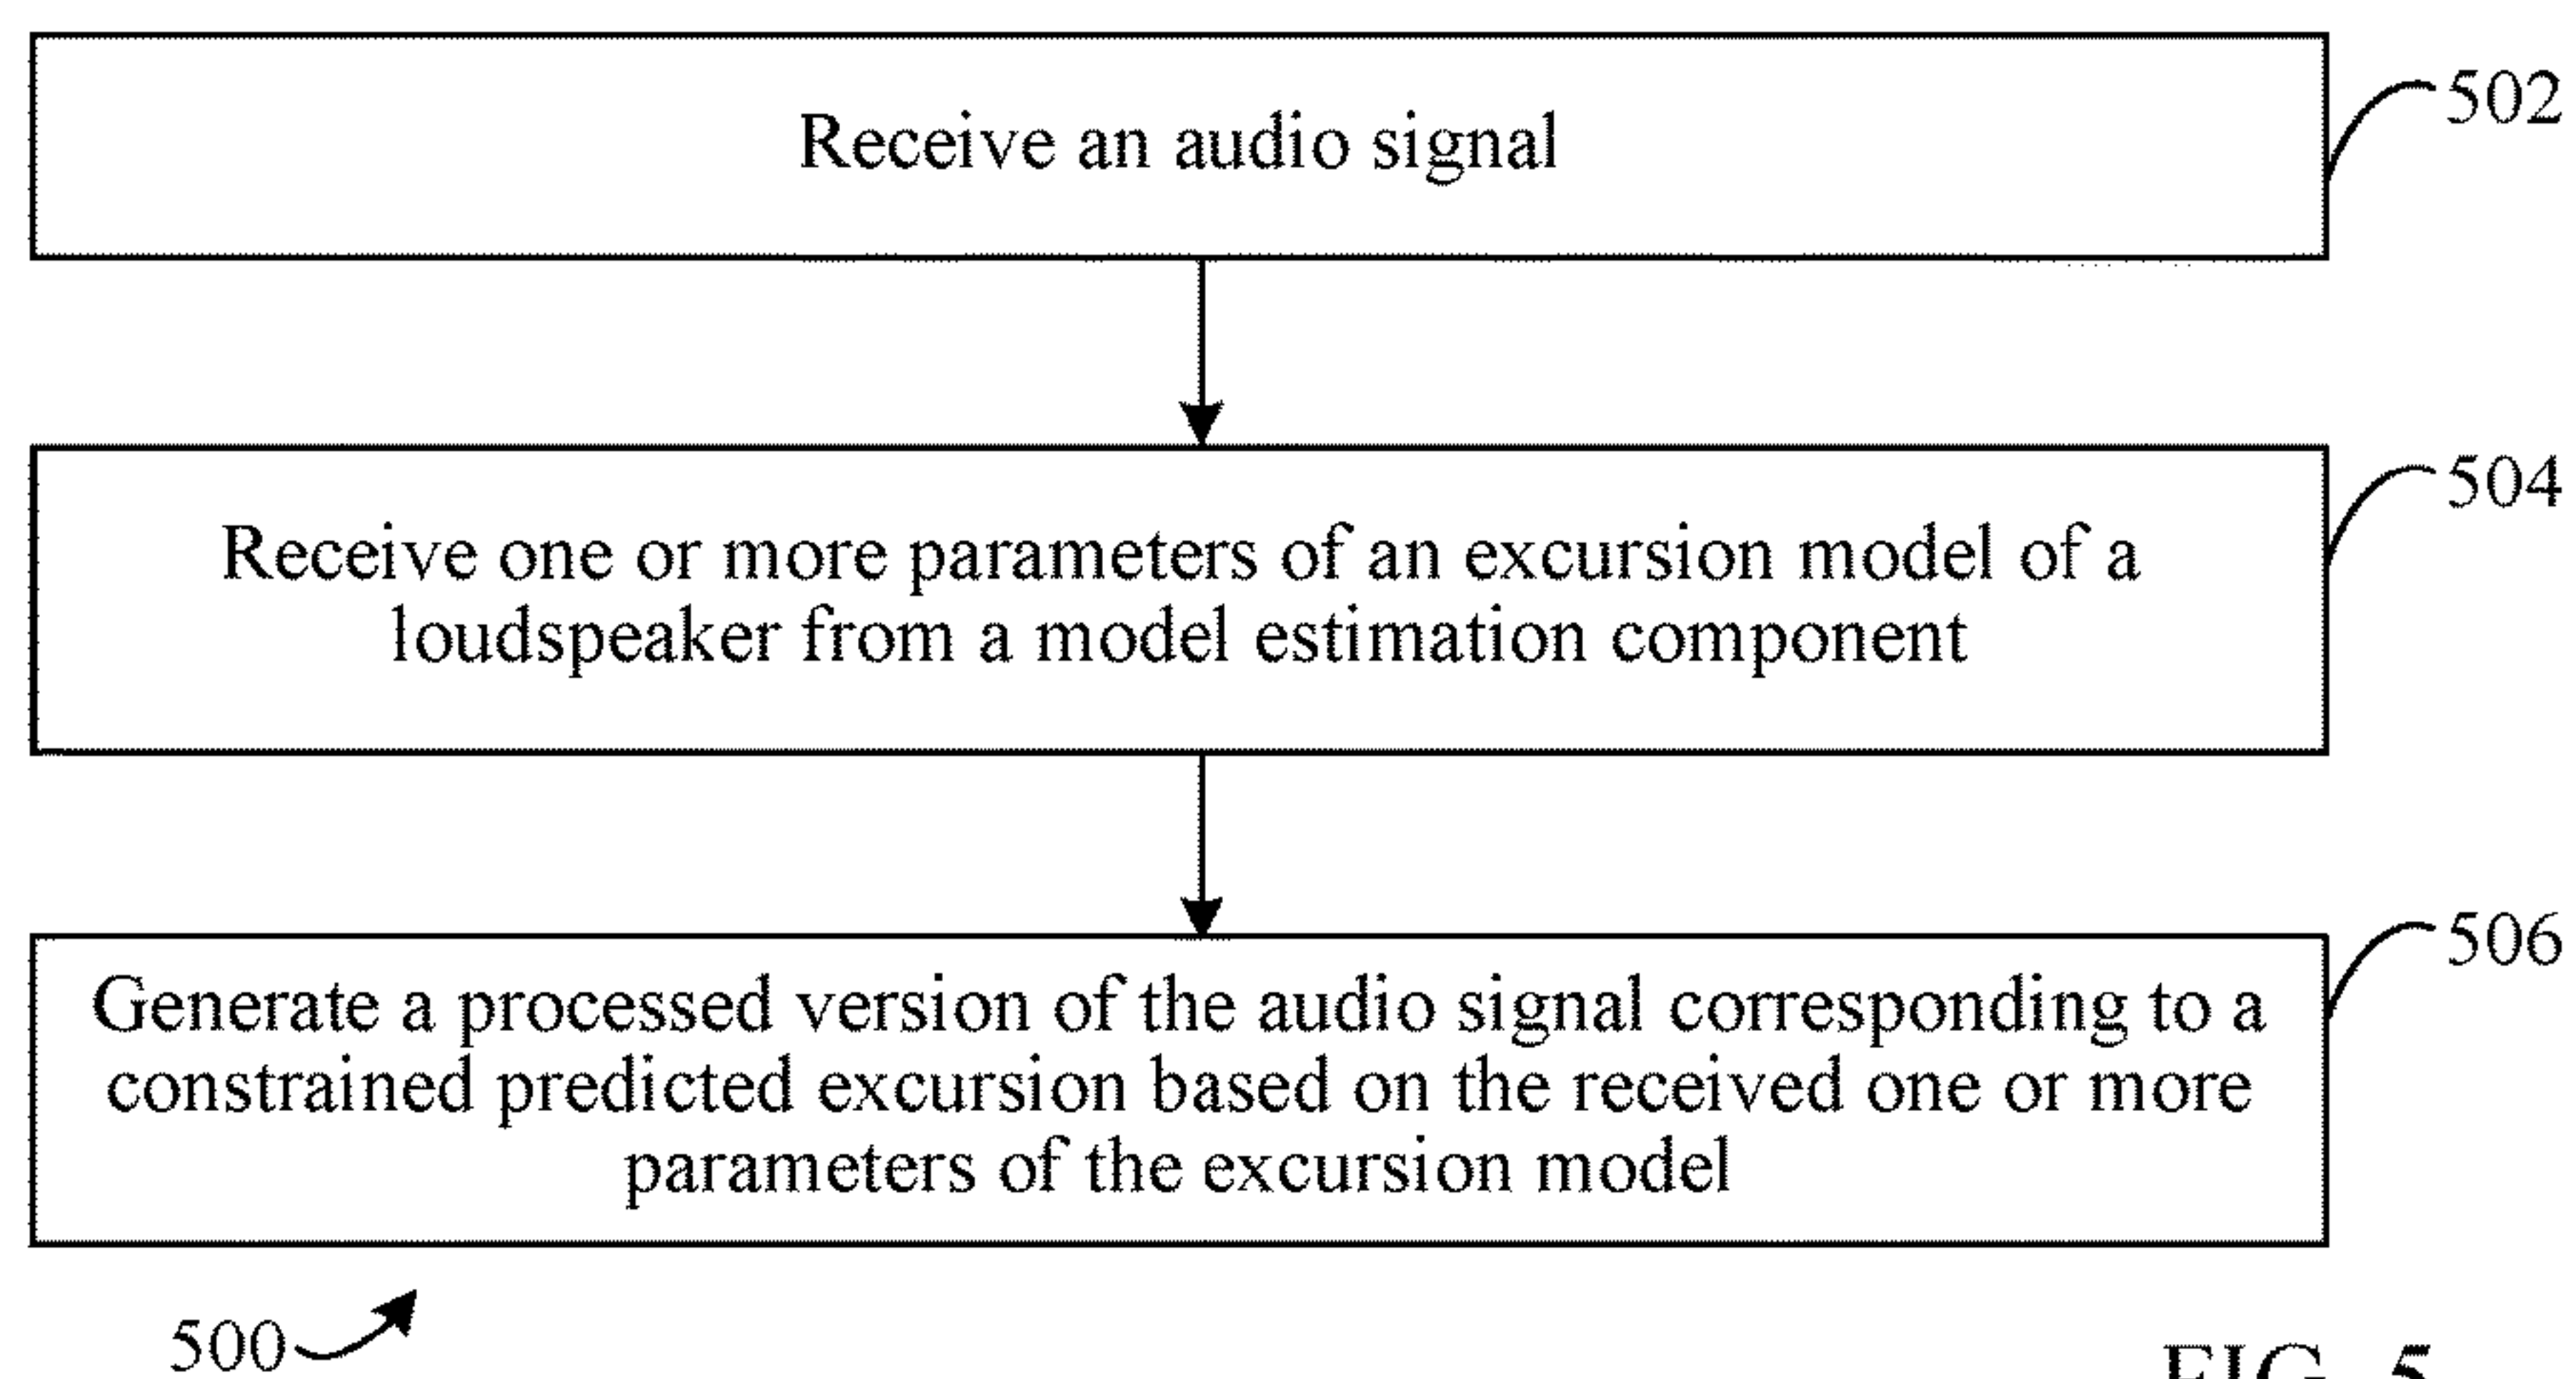 Receive an audio signal
502
Receive one or more parameters of an excursion model of a
loudspeaker from a model estimation component
504
Generate a processed version of the audio signal corresponding to a
constrained predicted excursion based on the received one or more
parameters of the excursion model
506
500
FIG. 5